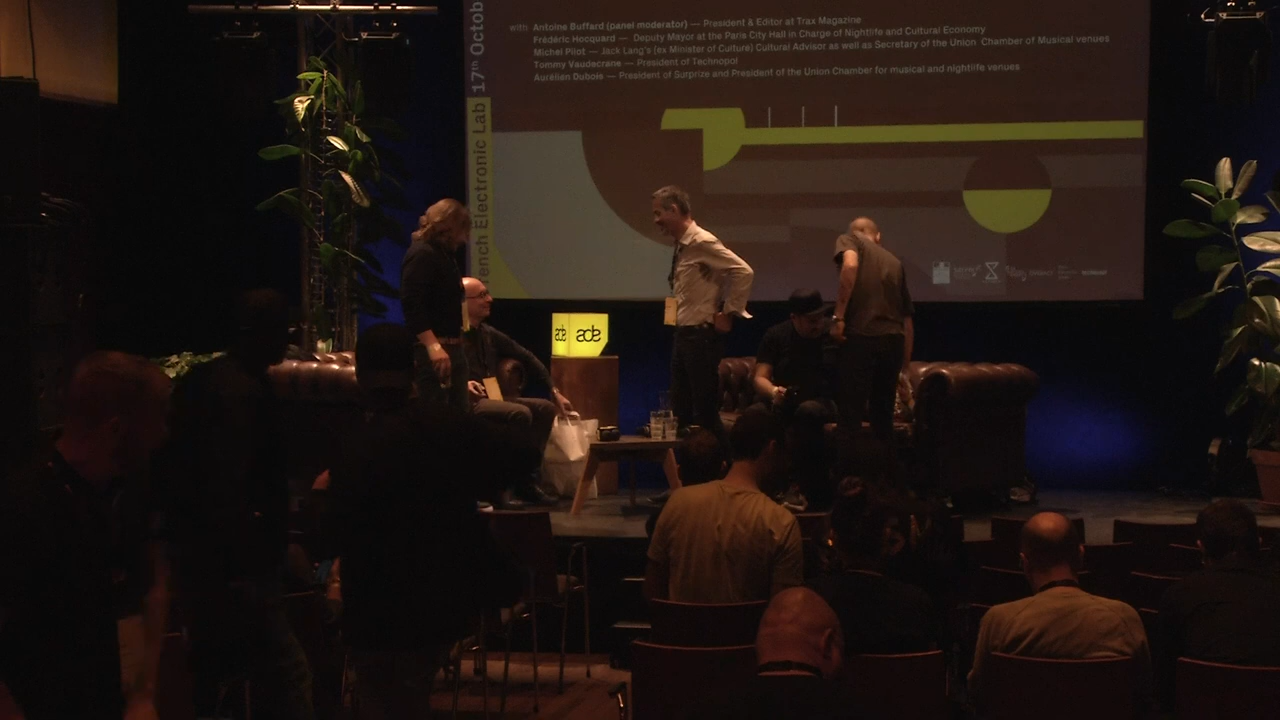 with Antoine Buffard (panel moderator) — President & Editor at Trax Magazine
Frédéric Hocquard — Deputy Mayor at the Paris City Hall in Charge of Nightlife and Cultural Economy
Michel Pilot — Jack Lang's (ex Minister of Culture) Cultural Advisor as well as Secretary of the Union Chamber of Musical venues
Tommy Vaudecrane — President of Technopol
Aurélien Dubois — President of Surprize and President of the Union Chamber for musical and nightlife venues
ench Electronic Lab 17th Octob
ade ade